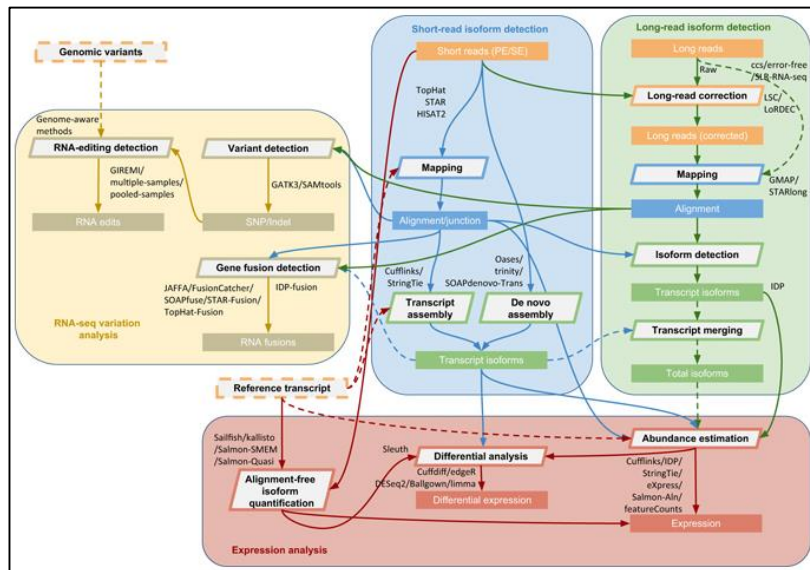 Short-read isoform detection
Long-read isoform detection
Genomic variants
Short reads (PE/SE)
Long reads
ccs/error-free
/SLR-RNA-seq
Raw
TopHat
STAR
HISAT2
Long-read correction
LSC/
LoRDEC
Genome-aware
methods
RNA-editing detection
Variant detection
Long reads (corrected)
GIREMI/
multiple-samples/
pooled-samples
GATK3/SAMtools
Mapping
Mapping
GMAP/
STARlong
RNA edits
SNP/Indel
Alignment/junction
Alignment
Gene fusion detection
Isoform detection
JAFFA/FusionCatcher/
SOAPfuse/STAR-Fusion/
TopHat-Fusion
IDP-fusion
Cufflinks/
StringTie
Oases/
trinity/
SOAPdenovo-Trans
Transcript isoforms
IDP
Transcript
assembly
De novo
assembly
Transcript merging
RNA-seq variation
analysis
RNA fusions
Transcript isoforms
Total isoforms
Reference transcript
Sailfish/kallisto
/Salmon-SMEM
/Salmon-Quasi
Sleuth
Differential analysis
Abundance estimation
Cuffdiff/edgeR
DESeq2/Ballgown/limma
Cufflinks/IDP/
StringTie/
eXpress/
Salmon-Aln/
featureCounts
Alignment-free
isoform
quantification
Differential expression
Expression
Expression analysis